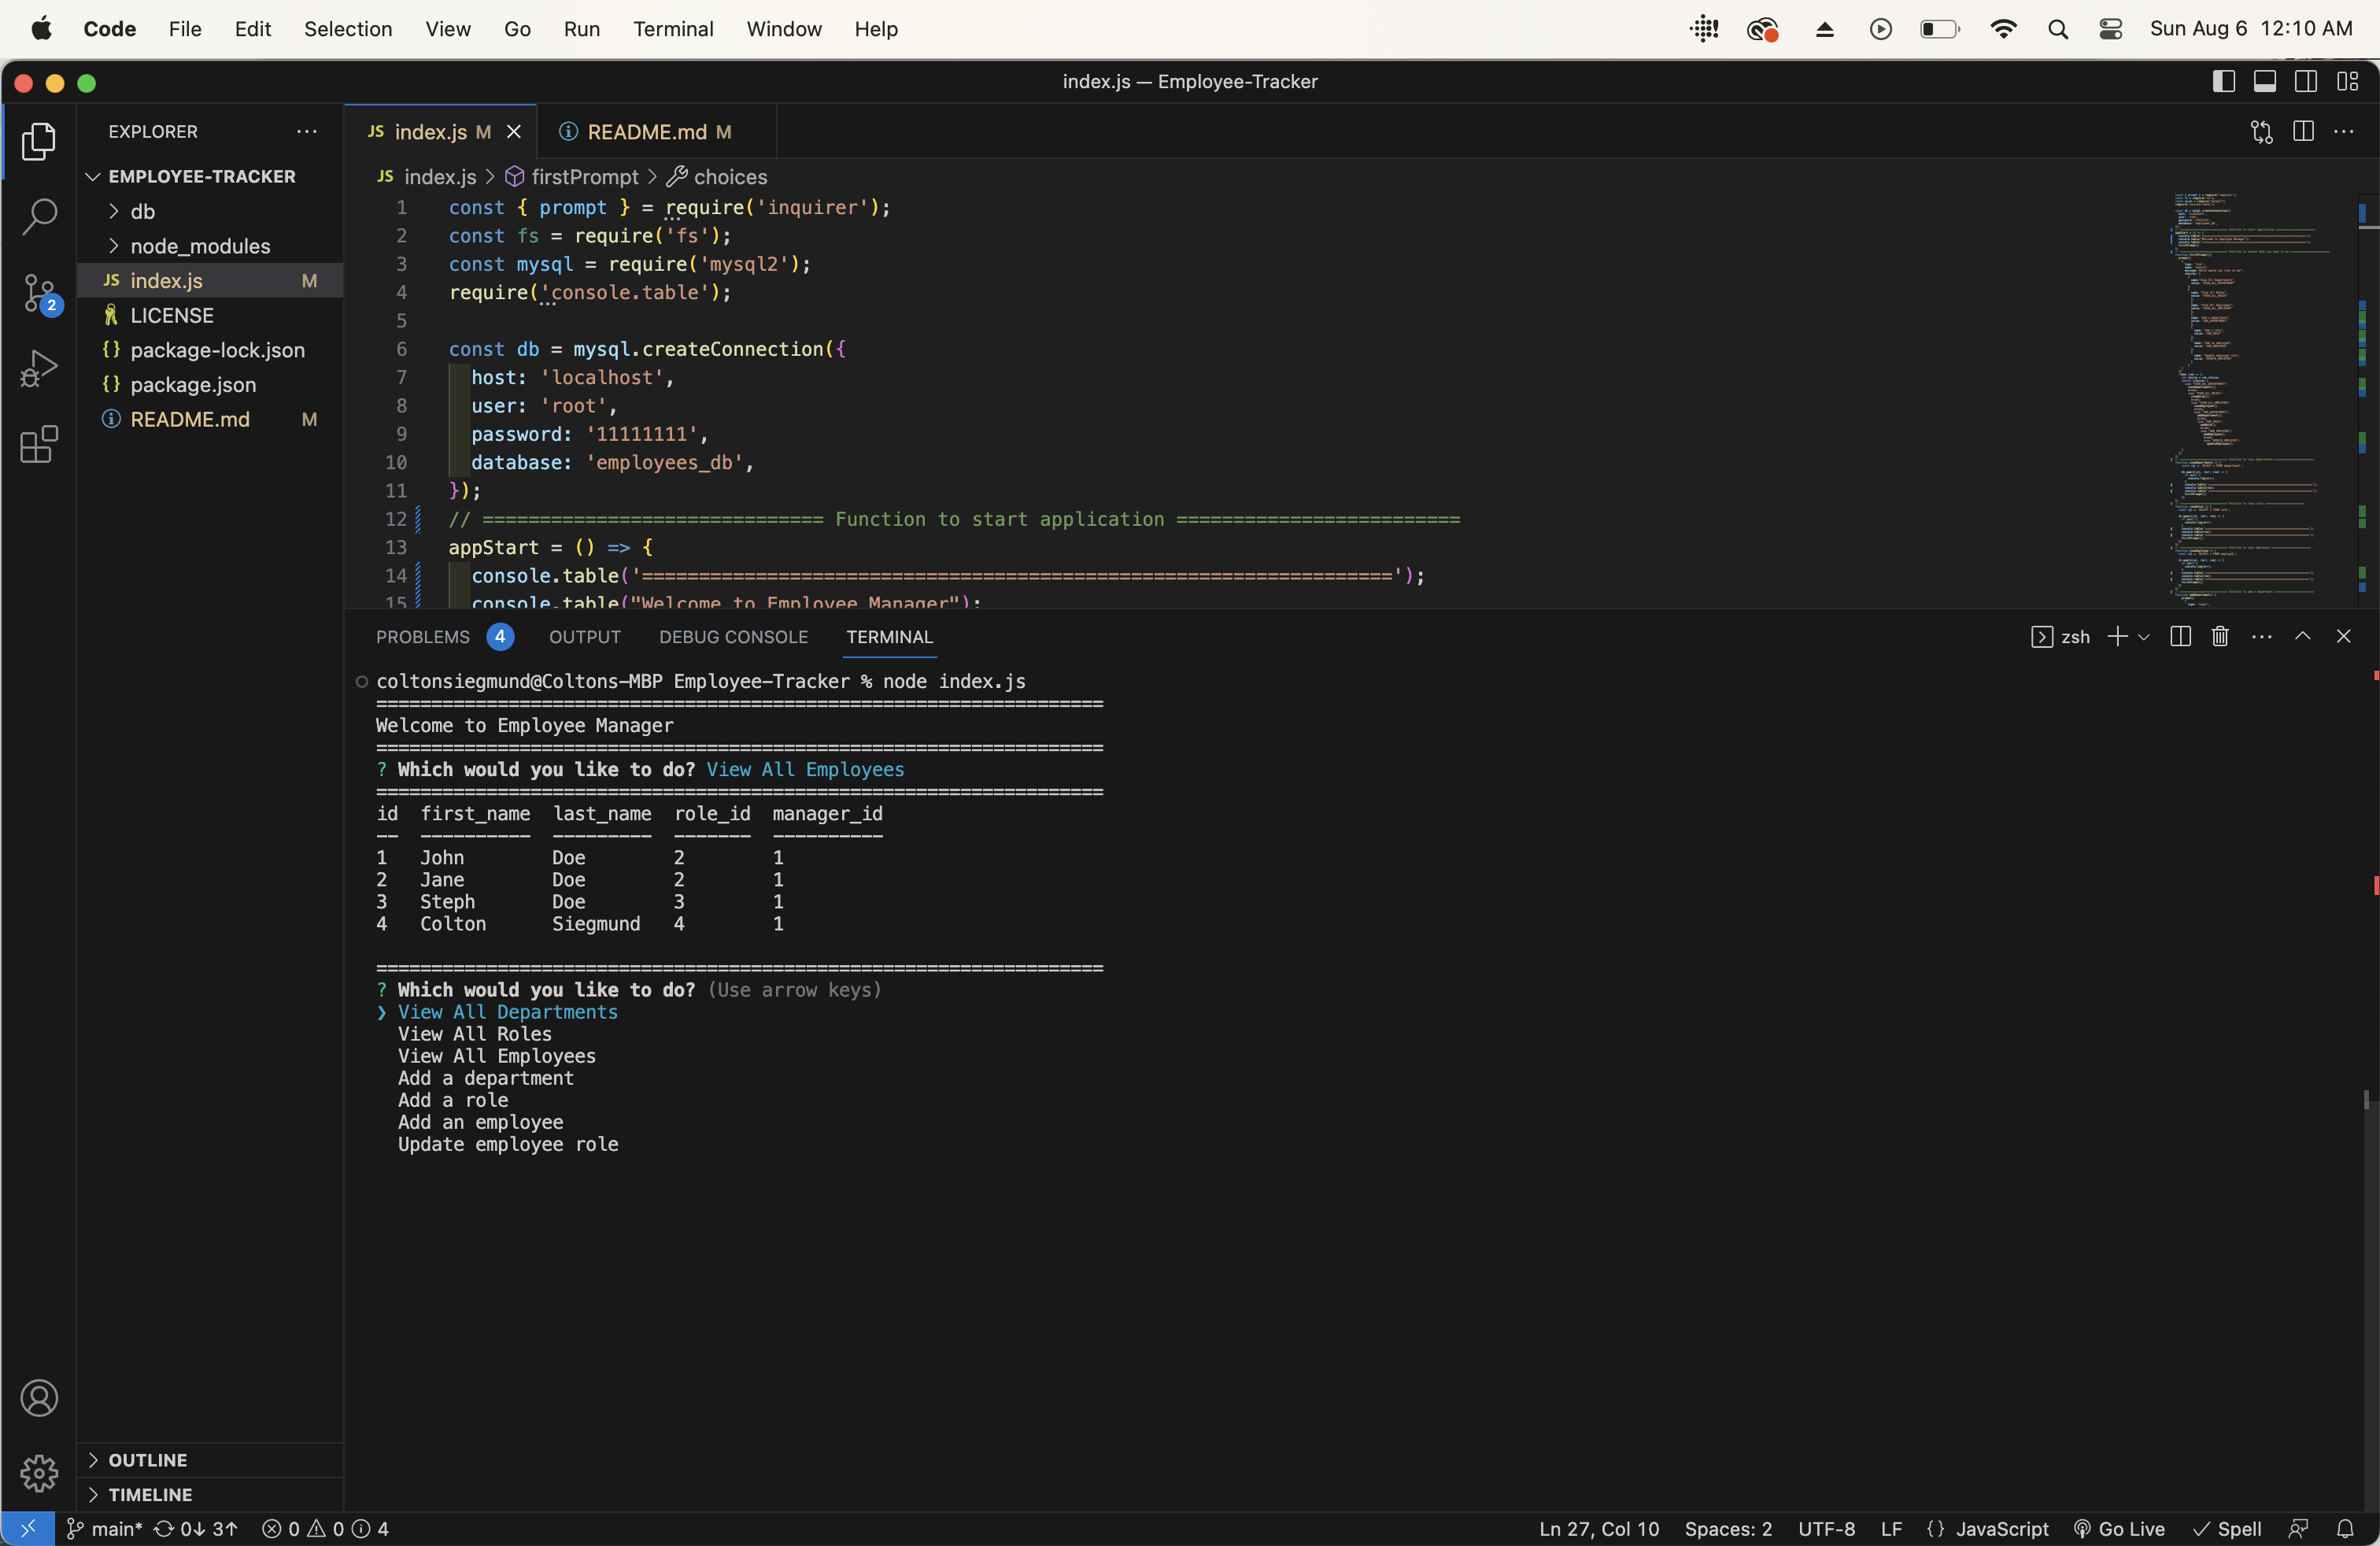 Code File Edit Selection View Go Run Terminal Window Help Sun Aug 6 12:10 AM
index.js — Employee-Tracker
EXPLORER
EMPLOYEE-TRACKER
db
node_modules
JS index.js M
LICENSE
{} package-lock.json
{} package.json
README.md M
2
OUTLINE
TIMELINE
JS index.js M
README.md M
JS index.js > firstPrompt > choices
1 const { prompt } = require('inquirer');
2 const fs = require('fs');
3 const mysql = require('mysql2');
4 require('console.table');
5
6 const db = mysql.createConnection({
7 host: 'localhost',
8 user: 'root',
9 password: '11111111',
10 database: 'employees_db',
11 });
12 // ============================== Function to start application =========================
13 appStart = () => {
14 console.table('==================================================================');
15 console.table("Welcome to Employee Manager");
PROBLEMS 4 OUTPUT DEBUG CONSOLE TERMINAL
zsh
coltonsiegmund@Coltons-MBP Employee-Tracker % node index.js
==================================================================
Welcome to Employee Manager
==================================================================
? Which would you like to do? View All Employees
==================================================================
id first_name last_name role_id manager_id
-- ---------- --------- ------- ----------
1 John Doe 2 1
2 Jane Doe 2 1
3 Steph Doe 3 1
4 Colton Siegmund 4 1
==================================================================
? Which would you like to do? (Use arrow keys)
❯ View All Departments
View All Roles
View All Employees
Add a department
Add a role
Add an employee
Update employee role
main* 0↓ 3↑ 0 0 4
Ln 27, Col 10 Spaces: 2 UTF-8 LF {} JavaScript Go Live Spell